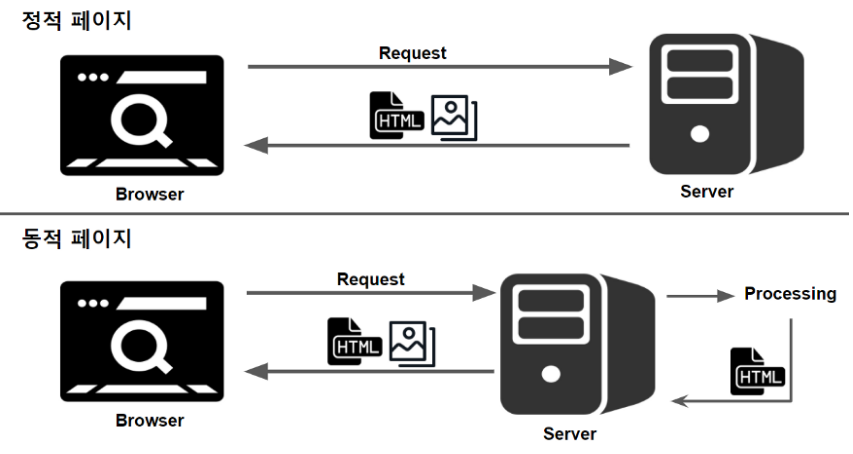 정적 페이지
Request
HTML
Browser
Server
동적 페이지
Request
Processing
HTML
HTML
Browser
Server